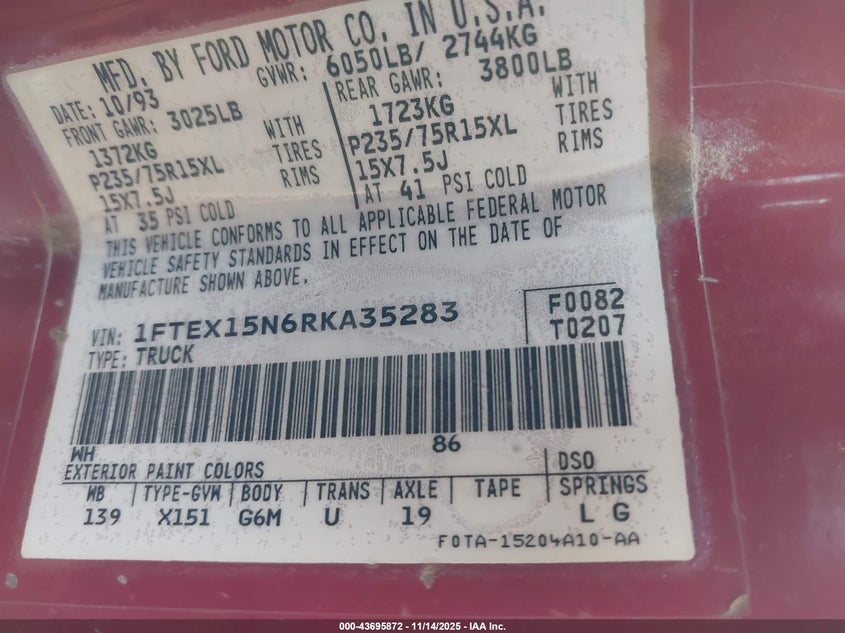 MFD. BY FORD MOTOR CO. IN U.S.A.
DATE: 10/93 GVWR: 6050LB/ 2744KG
FRONT GAWR: 3025LB REAR GAWR: 3800LB
1372KG WITH 1723KG WITH
P235/75R15XL TIRES P235/75R15XL TIRES
15X7.5J RIMS 15X7.5J RIMS
AT 35 PSI COLD AT 41 PSI COLD
THIS VEHICLE CONFORMS TO ALL APPLICABLE FEDERAL MOTOR
VEHICLE SAFETY STANDARDS IN EFFECT ON THE DATE OF
MANUFACTURE SHOWN ABOVE.
VIN: 1FTEX15N6RKA35283 F0082
TYPE: TRUCK T0207
WH 86
EXTERIOR PAINT COLORS DSO
WB TYPE-GVW BODY TRANS AXLE TAPE SPRINGS
139 X151 G6M U 19 L G
F0TA-15204A10-AA
000-43695872 - 11/14/2025 - IAA Inc.